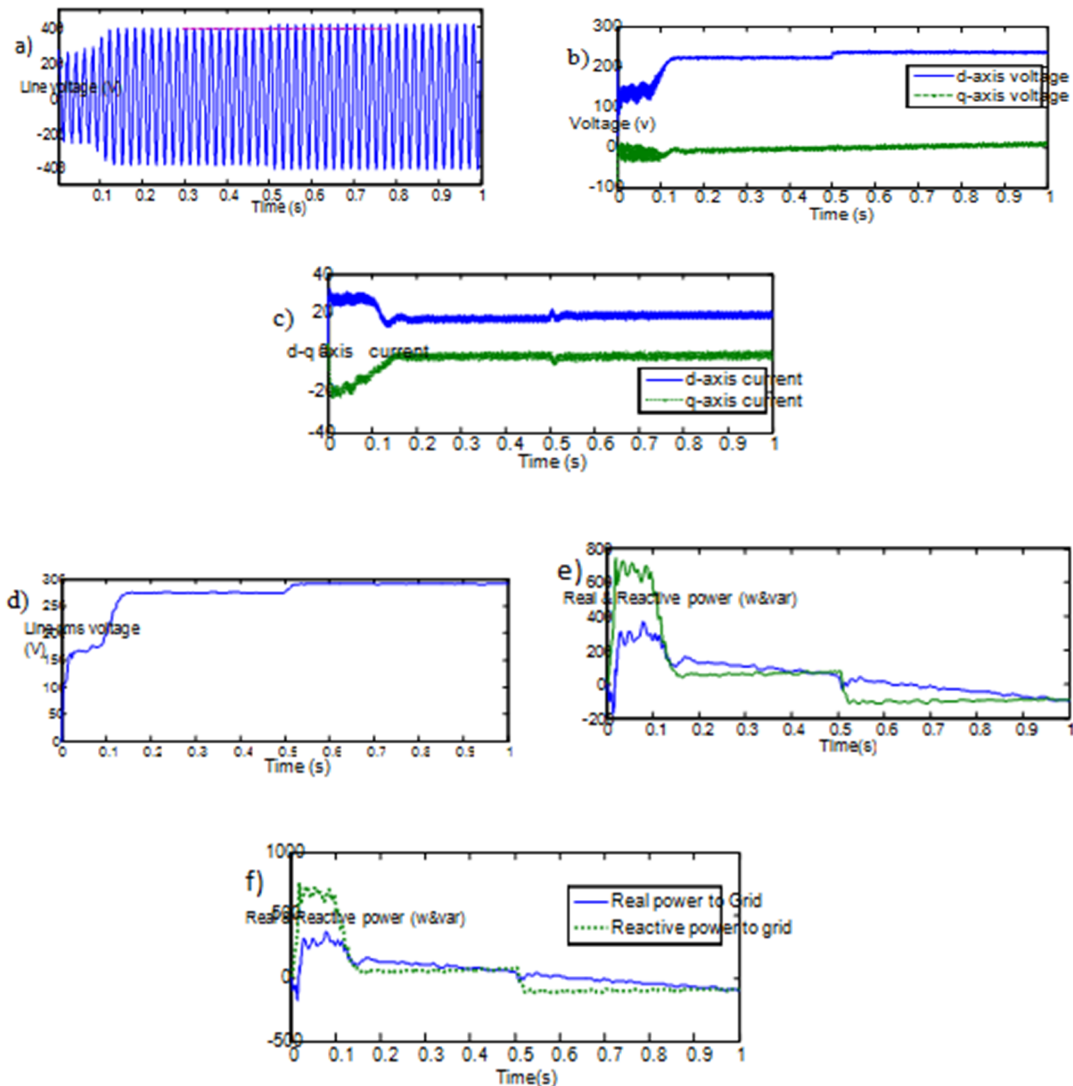 a)
400
200
0
-200
-400
Line voltage (V)
0.1 0.2 0.3 0.4 0.5 0.6 0.7 0.8 0.9 1
Time (s)
b)
300
200
100
0
-100
Voltage (v)
d-axis voltage
q-axis voltage
0 0.1 0.2 0.3 0.4 0.5 0.6 0.7 0.8 0.9 1
Time (s)
c)
40
20
0
-20
-40
d-q axis current
d-axis current
q-axis current
0 0.1 0.2 0.3 0.4 0.5 0.6 0.7 0.8 0.9 1
Time (s)
d)
300
250
200
150
100
50
0
Line rms voltage
(V)
0 0.1 0.2 0.3 0.4 0.5 0.6 0.7 0.8 0.9 1
Time (s)
e)
800
600
400
200
0
-200
Real & Reactive power (w&var)
0 0.1 0.2 0.3 0.4 0.5 0.6 0.7 0.8 0.9 1
Time(s)
f)
1000
500
0
-500
Real & Reactive power (w&var)
Real power to Grid
Reactive power to grid
0 0.1 0.2 0.3 0.4 0.5 0.6 0.7 0.8 0.9 1
Time(s)